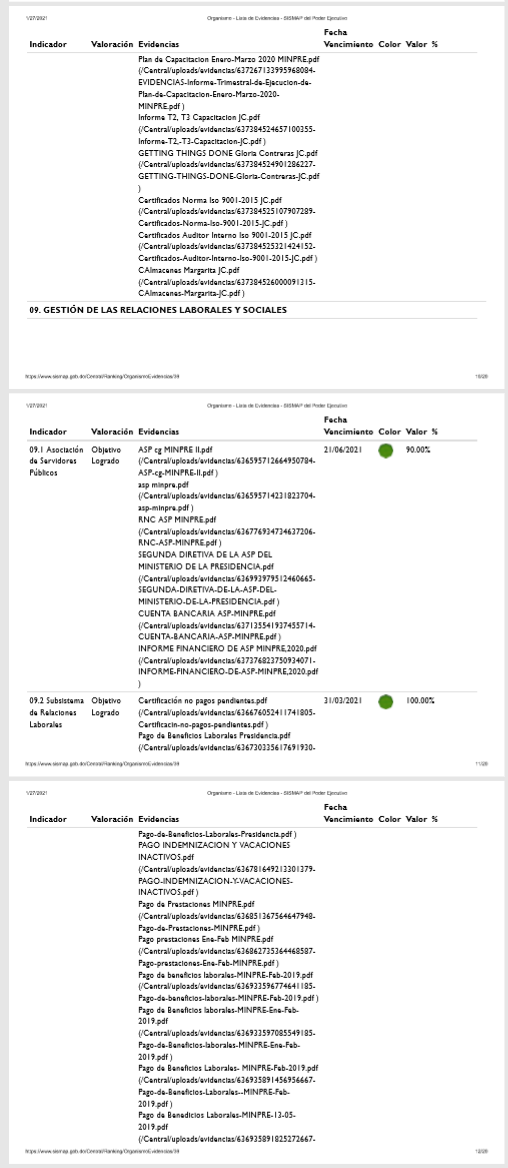 1/27/2021 Organismo - Lista de Evidencias - SISMAP del Poder Ejecutivo
Fecha
Indicador Valoración Evidencias Vencimiento Color Valor %
Plan de Capacitacion Enero-Marzo 2020 MINPRE.pdf
(/Central/uploads/evidencias/637267133995968084-
EVIDENCIAS-Informe-Trimestral-de-Ejecucion-de-
Plan-de-Capacitacion-Enero-Marzo-2020-
MINPRE.pdf )
Informe T2, T3 Capacitacion JC.pdf
(/Central/uploads/evidencias/637384524657100355-
Informe-T2,-T3-Capacitacion-JC.pdf )
GETTING THINGS DONE Gloria Contreras JC.pdf
(/Central/uploads/evidencias/637384524901286227-
GETTING-THINGS-DONE-Gloria-Contreras-JC.pdf
)
Certificados Norma Iso 9001-2015 JC.pdf
(/Central/uploads/evidencias/637384525107907289-
Certificados-Norma-Iso-9001-2015-JC.pdf )
Certificados Auditor Interno Iso 9001-2015 JC.pdf
(/Central/uploads/evidencias/637384525321424152-
Certificados-Auditor-Interno-Iso-9001-2015-JC.pdf )
CAlmacenes Margarita JC.pdf
(/Central/uploads/evidencias/637384526000091315-
CAlmacenes-Margarita-JC.pdf )
09. GESTIÓN DE LAS RELACIONES LABORALES Y SOCIALES
https://www.sismap.gob.do/Central/Ranking/OrganismoEvidencias/39 10/20
1/27/2021 Organismo - Lista de Evidencias - SISMAP del Poder Ejecutivo
Fecha
Indicador Valoración Evidencias Vencimiento Color Valor %
09.1 Asociación Objetivo ASP cg MINPRE II.pdf 21/06/2021 90.00%
de Servidores Logrado (/Central/uploads/evidencias/636595712664950784-
Públicos ASP-cg-MINPRE-II.pdf )
asp minpre.pdf
(/Central/uploads/evidencias/636595714231823704-
asp-minpre.pdf )
RNC ASP MINPRE.pdf
(/Central/uploads/evidencias/636776934734637206-
RNC-ASP-MINPRE.pdf )
SEGUNDA DIRETIVA DE LA ASP DEL
MINISTERIO DE LA PRESIDENCIA.pdf
(/Central/uploads/evidencias/636993979512460665-
SEGUNDA-DIRETIVA-DE-LA-ASP-DEL-
MINISTERIO-DE-LA-PRESIDENCIA.pdf )
CUENTA BANCARIA ASP-MINPRE.pdf
(/Central/uploads/evidencias/637135541937455714-
CUENTA-BANCARIA-ASP-MINPRE.pdf )
INFORME FINANCIERO DE ASP MINPRE,2020.pdf
(/Central/uploads/evidencias/637376823750934071-
INFORME-FINANCIERO-DE-ASP-MINPRE,2020.pdf
)
09.2 Subsistema Objetivo Certificación no pagos pendientes.pdf 31/03/2021 100.00%
de Relaciones Logrado (/Central/uploads/evidencias/636676052411741805-
Laborales Certificacin-no-pagos-pendientes.pdf )
Pago de Beneficios Laborales Presidencia.pdf
(/Central/uploads/evidencias/636730335617691930-
https://www.sismap.gob.do/Central/Ranking/OrganismoEvidencias/39 11/20
1/27/2021 Organismo - Lista de Evidencias - SISMAP del Poder Ejecutivo
Fecha
Indicador Valoración Evidencias Vencimiento Color Valor %
Pago-de-Beneficios-Laborales-Presidencia.pdf )
PAGO INDEMNIZACION Y VACACIONES
INACTIVOS.pdf
(/Central/uploads/evidencias/636781649213301379-
PAGO-INDEMNIZACION-Y-VACACIONES-
INACTIVOS.pdf )
Pago de Prestaciones MINPRE.pdf
(/Central/uploads/evidencias/636851367564647948-
Pago-de-Prestaciones-MINPRE.pdf )
Pago prestaciones Ene-Feb MINPRE.pdf
(/Central/uploads/evidencias/636862735364468587-
Pago-prestaciones-Ene-Feb-MINPRE.pdf )
Pago de beneficios laborales-MINPRE-Feb-2019.pdf
(/Central/uploads/evidencias/636933596774641185-
Pago-de-beneficios-laborales-MINPRE-Feb-2019.pdf )
Pago de Beneficios laborales-MINPRE-Ene-Feb-
2019.pdf
(/Central/uploads/evidencias/636933597085549185-
Pago-de-Beneficios-laborales-MINPRE-Ene-Feb-
2019.pdf )
Pago de Beneficios Laborales- MINPRE-Feb-2019.pdf
(/Central/uploads/evidencias/636935891456956667-
Pago-de-Beneficios-Laborales--MINPRE-Feb-
2019.pdf )
Pago de Benedicios Laborales-MINPRE-13-05-
2019.pdf
(/Central/uploads/evidencias/636935891825272667-
https://www.sismap.gob.do/Central/Ranking/OrganismoEvidencias/39 12/20